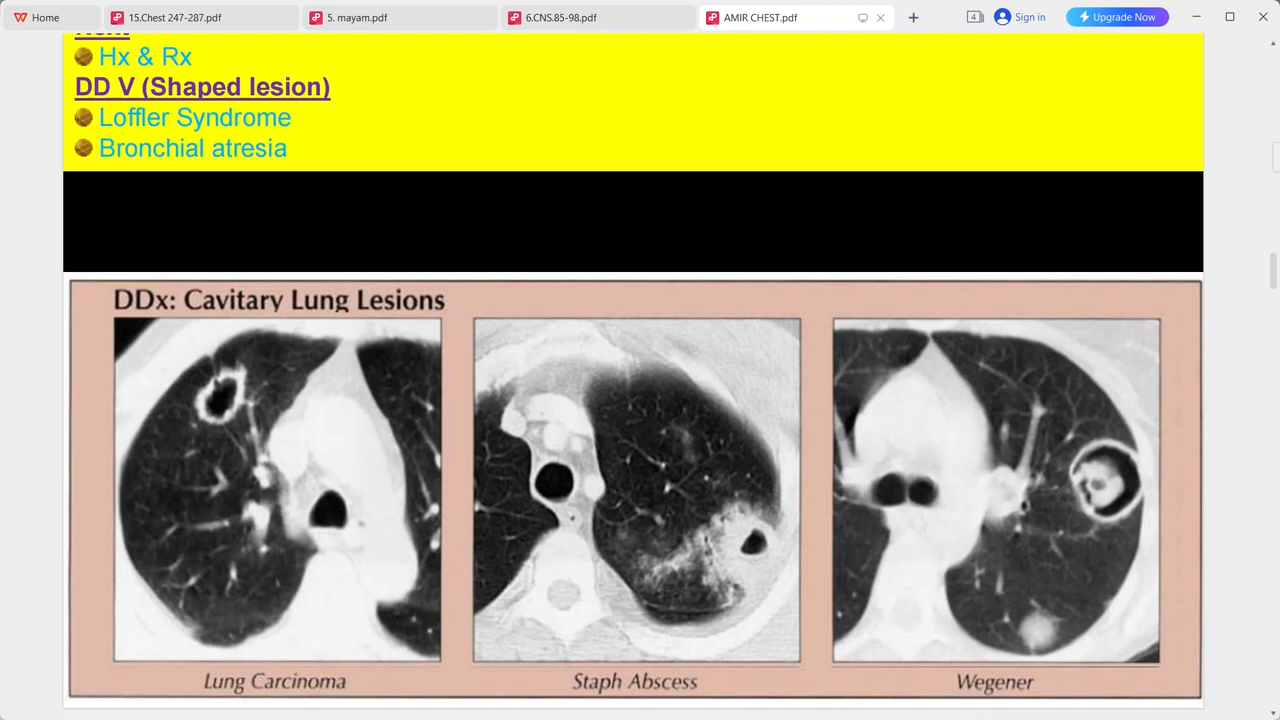 Home
15.Chest 247-287.pdf
5. mayam.pdf
6.CNS.85-98.pdf
AMIR CHEST.pdf
4
Sign in
Upgrade Now
Next
Hx & Rx
DD V (Shaped lesion)
Loffler Syndrome
Bronchial atresia
DDx: Cavitary Lung Lesions
Lung Carcinoma
Staph Abscess
Wegener